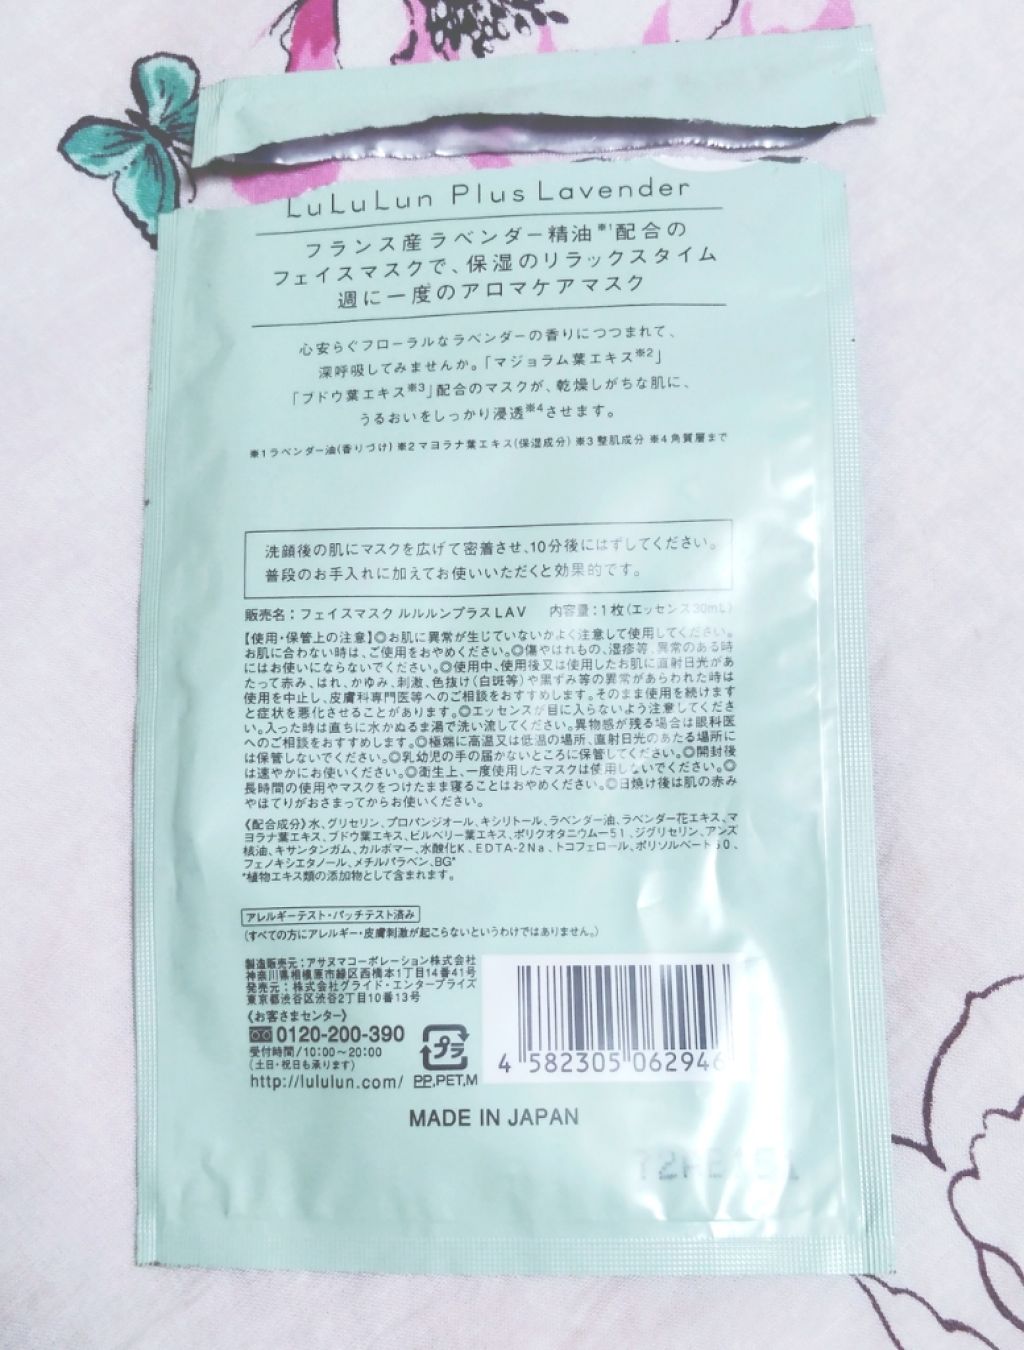 LuLuLun Plus Lavender
フランス産ラベンダー精油※1配合の
フェイスマスクで、保湿のリラックスタイム
週に一度のアロマケアマスク
心安らぐフローラルなラベンダーの香りにつつまれて、
深呼吸してみませんか。「マジョラム葉エキス※2」
「ブドウ葉エキス※3」配合のマスクが、乾燥しがちな肌に、
うるおいをしっかり浸透※4させます。
※1ラベンダー油(香りづけ) ※2マヨラナ葉エキス(保湿成分) ※3整肌成分 ※4角質層まで
洗顔後の肌にマスクを広げて密着させ、10分後にはずしてください。
普段のお手入れに加えてお使いいただくと効果的です。
販売名：フェイスマスク ルルルンプラスLAV 内容量：1枚(エッセンス30mL)
【使用・保管上の注意】◎お肌に異常が生じていないかよく注意して使用してください。
お肌に合わない時は、ご使用をおやめください。◎傷やはれもの、湿疹等、異常のある時
にはお使いにならないでください。◎使用中、使用後又は使用したお肌に直射日光があ
たって赤み、はれ、かゆみ、刺激、色抜け(白斑等)や黒ずみ等の異常があらわれた時は
使用を中止し、皮膚科専門医等へのご相談をおすすめします。そのまま使用を続けます
と症状を悪化させることがあります。◎エッセンスが目に入らないよう注意してくださ
い。入った時は直ちに水かぬるま湯で洗い流してください。異物感が残る場合は眼科医
へのご相談をおすすめします。◎極端に高温又は低温の場所、直射日光のあたる場所に
は保管しないでください。◎乳幼児の手の届かないところに保管してください。◎開封後
は速やかにお使いください。◎衛生上、一度使用したマスクは使用しないでください。◎
長時間の使用やマスクをつけたまま寝ることはおやめください。◎日焼け後は肌の赤み
やほてりがおさまってからお使いください。
《配合成分》水、グリセリン、プロパンジオール、キシリトール、ラベンダー油、ラベンダー花エキス、マ
ヨラナ葉エキス、ブドウ葉エキス、ビルベリー葉エキス、ポリクオタニウム－51、ジグリセリン、アンズ
核油、キサンタンガム、カルボマー、水酸化K、EDTA-2Na、トコフェロール、ポリソルベート60、
フェノキシエタノール、メチルパラベン、BG*
*植物エキス類の添加物として含まれます。
アレルギーテスト・パッチテスト済み
(すべての方にアレルギー・皮膚刺激が起こらないというわけではありません。)
製造販売元：アサヌマコーポレーション株式会社
神奈川県相模原市緑区西橋本1丁目14番41号
発売元：株式会社グライド・エンタープライズ
東京都渋谷区渋谷2丁目10番13号
《お客さまセンター》
0120-200-390
受付時間/10:00～20:00
(土日・祝日も承ります)
http://lululun.com/
プラ
PP,PET,M
4 582305 062946
MADE IN JAPAN